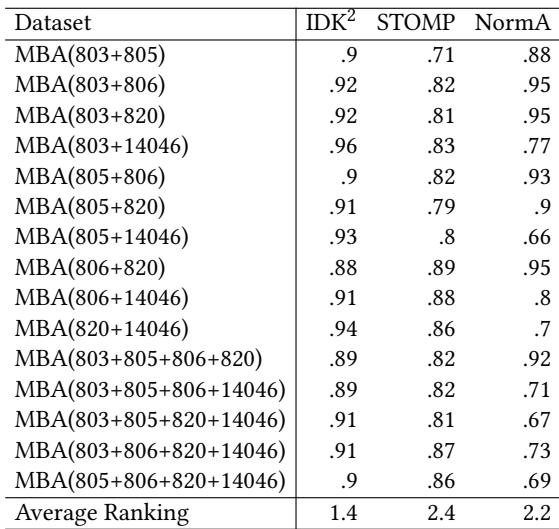 Dataset IDK² STOMP NormA
MBA(803+805) .9 .71 .88
MBA(803+806) .92 .82 .95
MBA(803+820) .92 .81 .95
MBA(803+14046) .96 .83 .77
MBA(805+806) .9 .82 .93
MBA(805+820) .91 .79 .9
MBA(805+14046) .93 .8 .66
MBA(806+820) .88 .89 .95
MBA(806+14046) .91 .88 .8
MBA(820+14046) .94 .86 .7
MBA(803+805+806+820) .89 .82 .92
MBA(803+805+806+14046) .89 .82 .71
MBA(803+805+820+14046) .91 .81 .67
MBA(803+806+820+14046) .91 .87 .73
MBA(805+806+820+14046) .9 .86 .69
Average Ranking 1.4 2.4 2.2